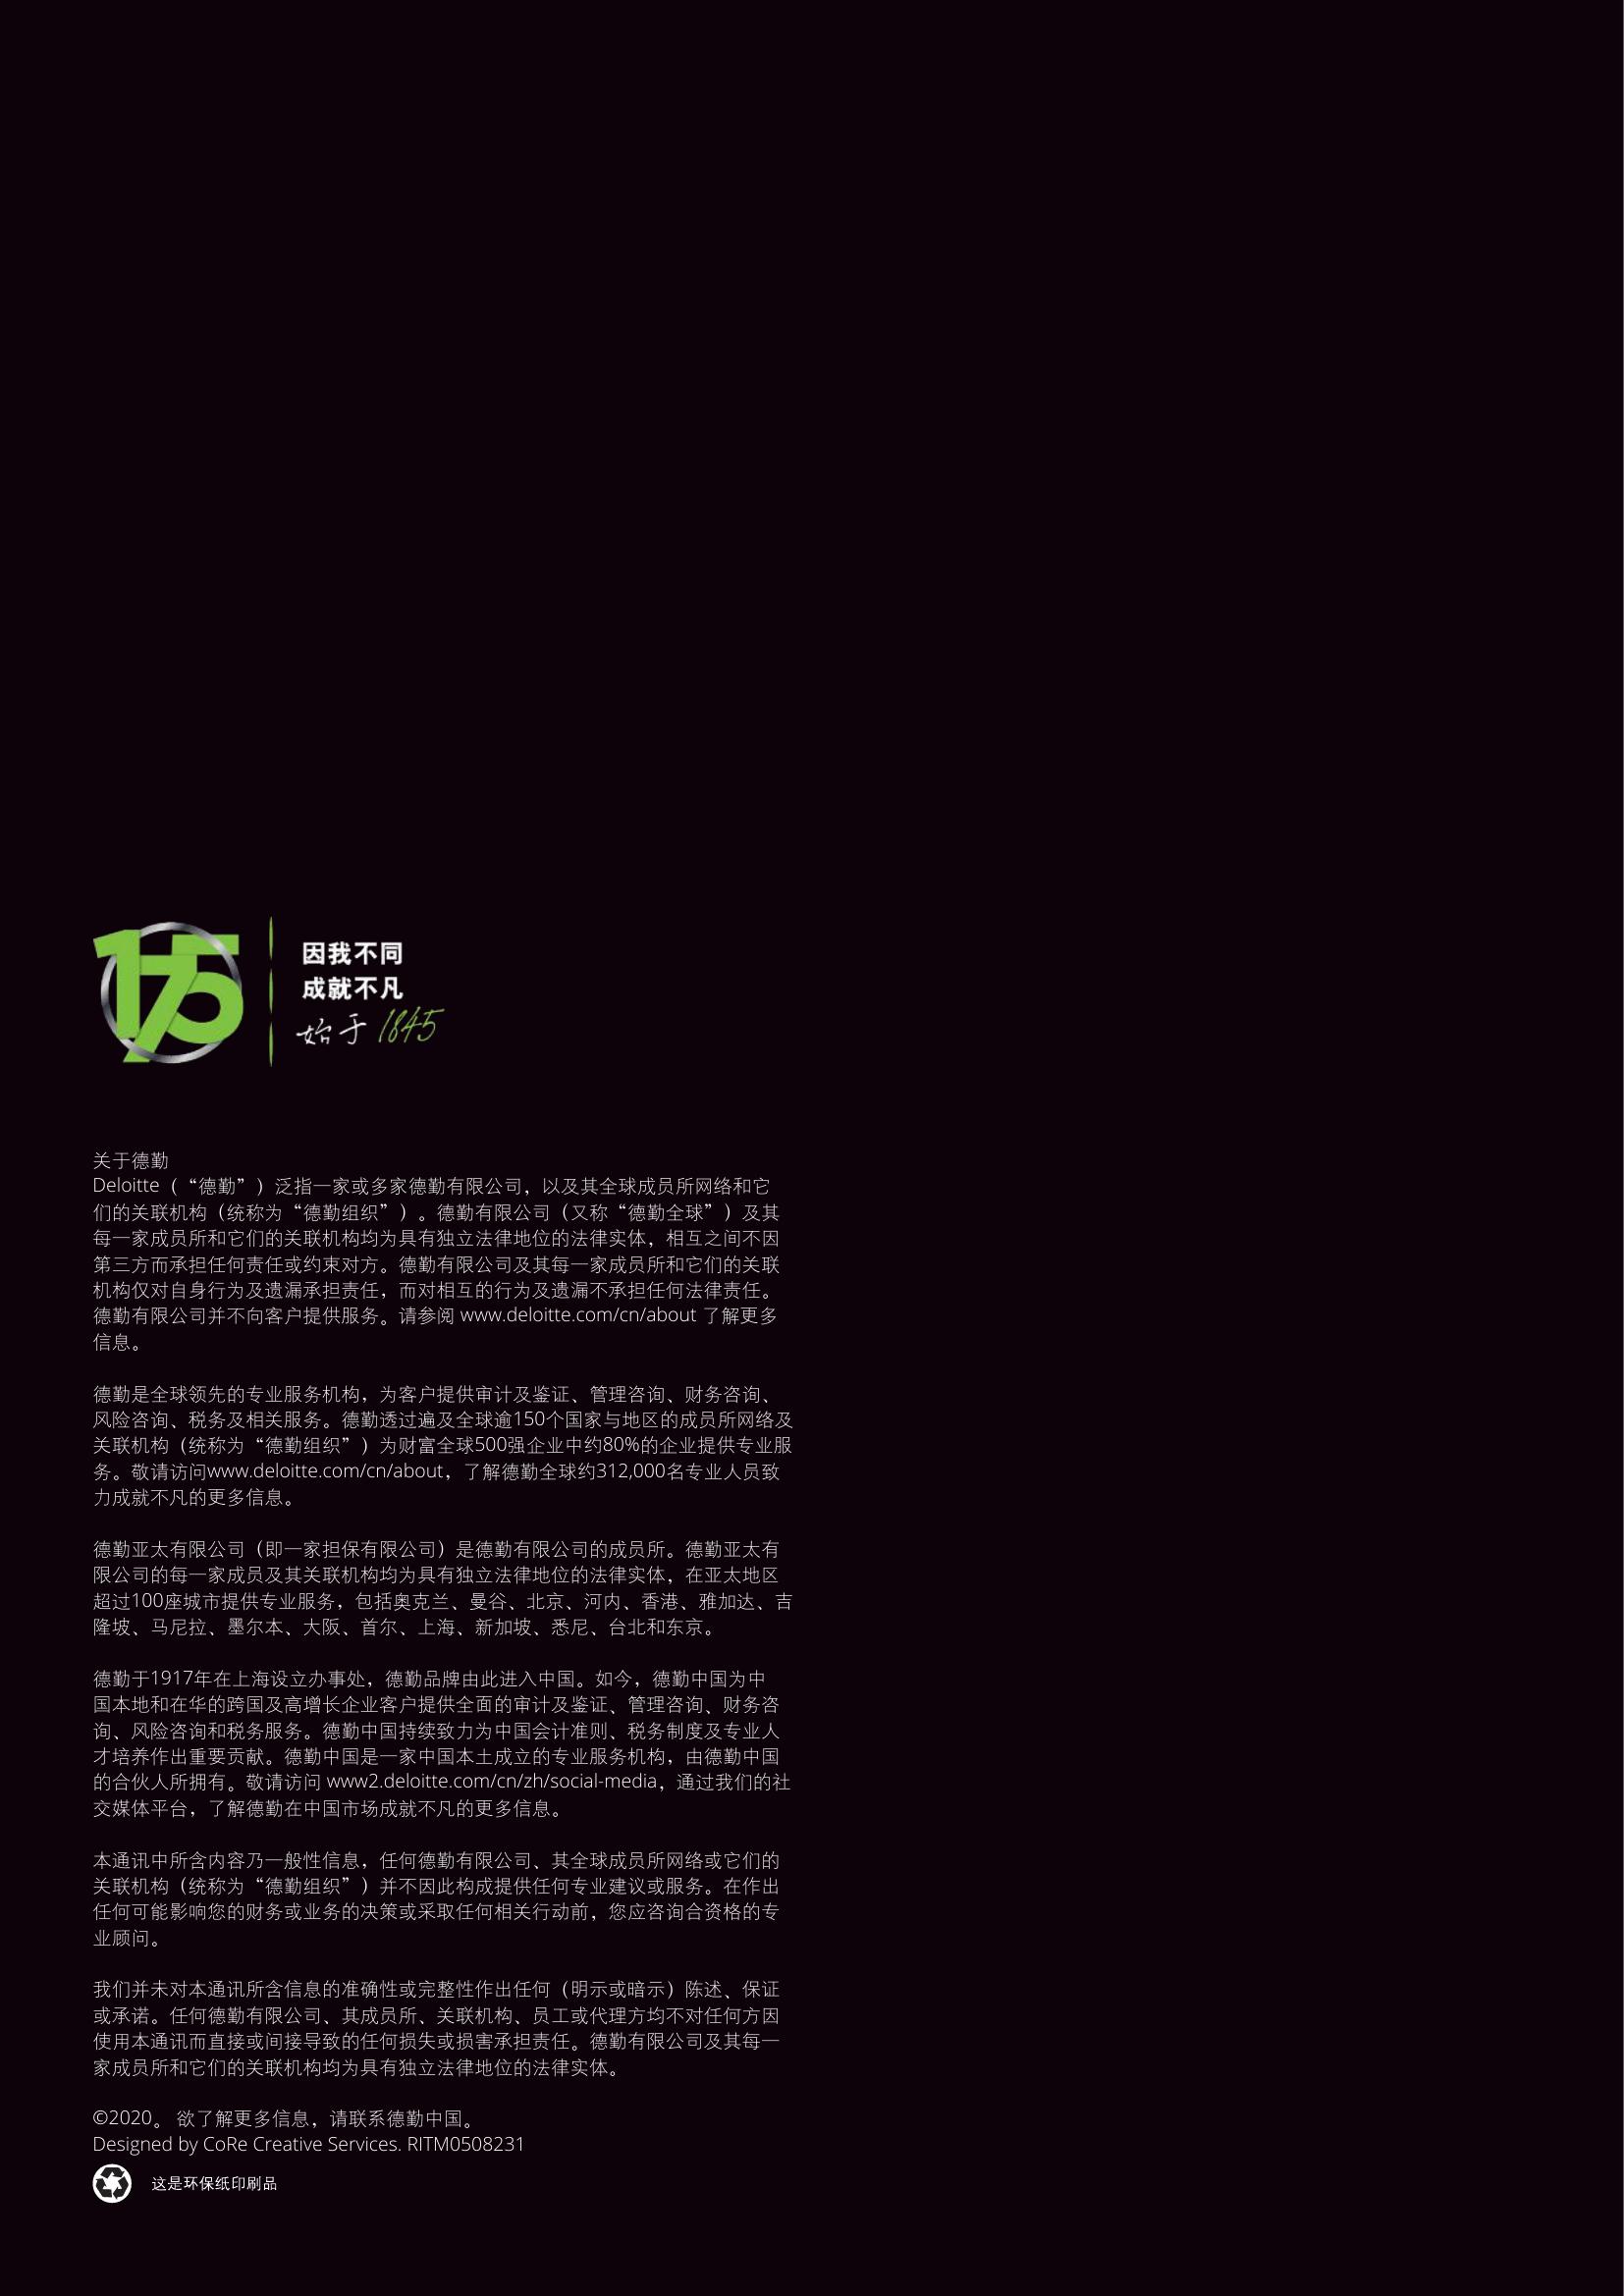 175
因我不同
成就不凡
始于 1845
关于德勤
Deloitte（“德勤”）泛指一家或多家德勤有限公司，以及其全球成员所网络和它
们的关联机构（统称为“德勤组织”）。德勤有限公司（又称“德勤全球”）及其
每一家成员所和它们的关联机构均为具有独立法律地位的法律实体，相互之间不因
第三方而承担任何责任或约束对方。德勤有限公司及其每一家成员所和它们的关联
机构仅对自身行为及遗漏承担责任，而对相互的行为及遗漏不承担任何法律责任。
德勤有限公司并不向客户提供服务。请参阅 www.deloitte.com/cn/about 了解更多
信息。
德勤是全球领先的专业服务机构，为客户提供审计及鉴证、管理咨询、财务咨询、
风险咨询、税务及相关服务。德勤透过遍及全球逾150个国家与地区的成员所网络及
关联机构（统称为“德勤组织”）为财富全球500强企业中约80%的企业提供专业服
务。敬请访问www.deloitte.com/cn/about，了解德勤全球约312,000名专业人员致
力成就不凡的更多信息。
德勤亚太有限公司（即一家担保有限公司）是德勤有限公司的成员所。德勤亚太有
限公司的每一家成员及其关联机构均为具有独立法律地位的法律实体，在亚太地区
超过100座城市提供专业服务，包括奥克兰、曼谷、北京、河内、香港、雅加达、吉
隆坡、马尼拉、墨尔本、大阪、首尔、上海、新加坡、悉尼、台北和东京。
德勤于1917年在上海设立办事处，德勤品牌由此进入中国。如今，德勤中国为中
国本地和在华的跨国及高增长企业客户提供全面的审计及鉴证、管理咨询、财务咨
询、风险咨询和税务服务。德勤中国持续致力为中国会计准则、税务制度及专业人
才培养作出重要贡献。德勤中国是一家中国本土成立的专业服务机构，由德勤中国
的合伙人所拥有。敬请访问 www2.deloitte.com/cn/zh/social-media，通过我们的社
交媒体平台，了解德勤在中国市场成就不凡的更多信息。
本通讯中所含内容乃一般性信息，任何德勤有限公司、其全球成员所网络或它们的
关联机构（统称为“德勤组织”）并不因此构成提供任何专业建议或服务。在作出
任何可能影响您的财务或业务的决策或采取任何相关行动前，您应咨询合资格的专
业顾问。
我们并未对本通讯所含信息的准确性或完整性作出任何（明示或暗示）陈述、保证
或承诺。任何德勤有限公司、其成员所、关联机构、员工或代理方均不对任何方因
使用本通讯而直接或间接导致的任何损失或损害承担责任。德勤有限公司及其每一
家成员所和它们的关联机构均为具有独立法律地位的法律实体。
©2020。 欲了解更多信息，请联系德勤中国。
Designed by CoRe Creative Services. RITM0508231
这是环保纸印刷品